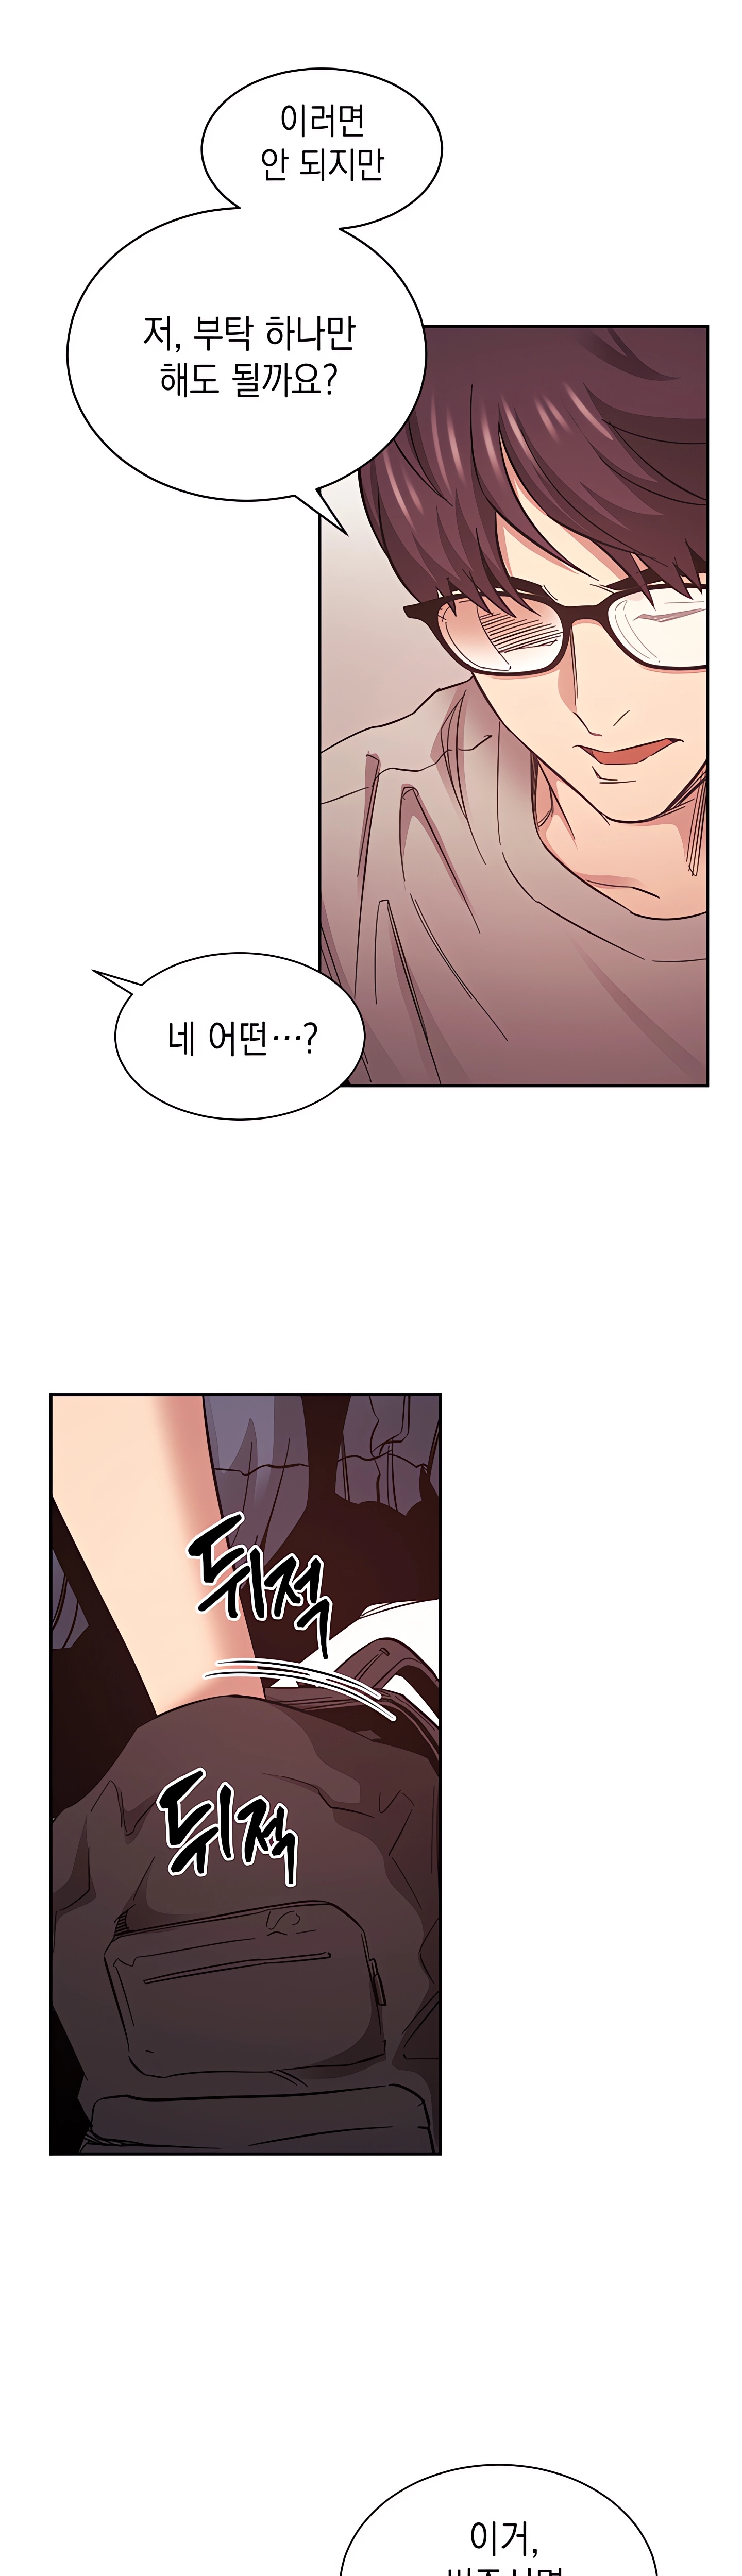 이러면
안 되지만
저, 부탁 하나만
해도 될까요?
네 어떤…?
뒤적
뒤적
이거,